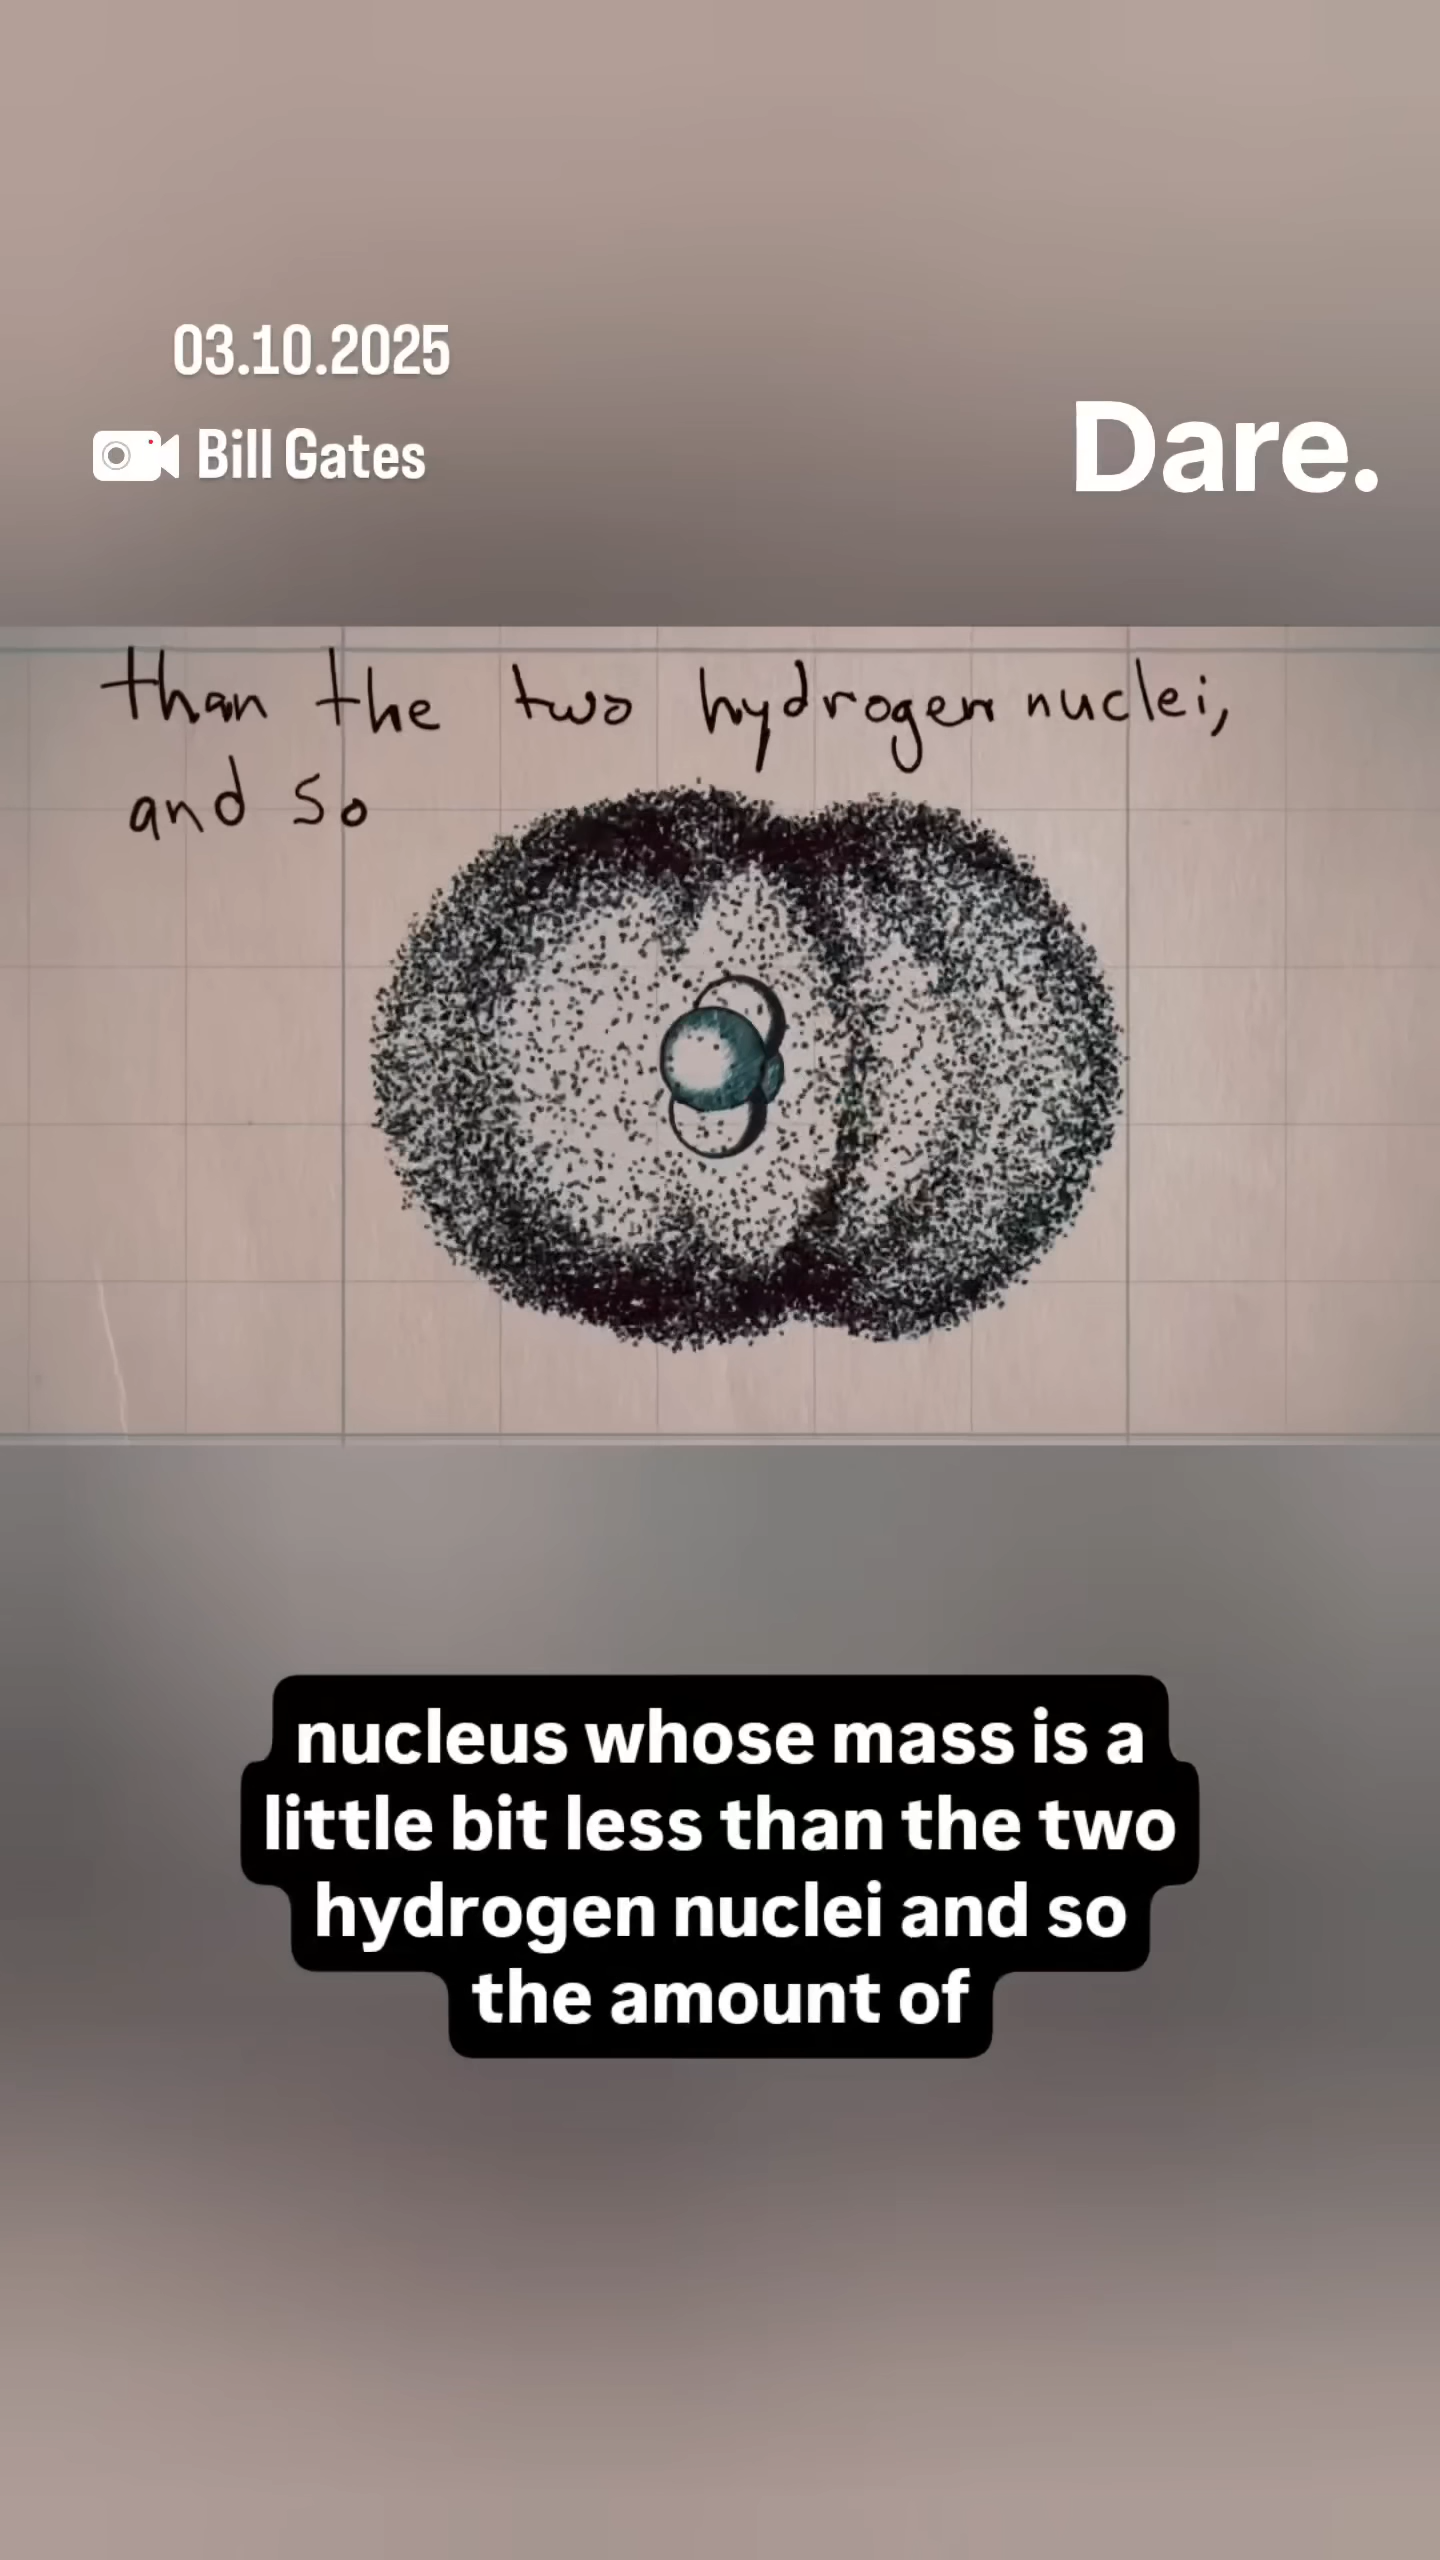 03.10.2025
Bill Gates
Dare.
than the two hydrogen nuclei,
and so
nucleus whose mass is a
little bit less than the two
hydrogen nuclei and so
the amount of